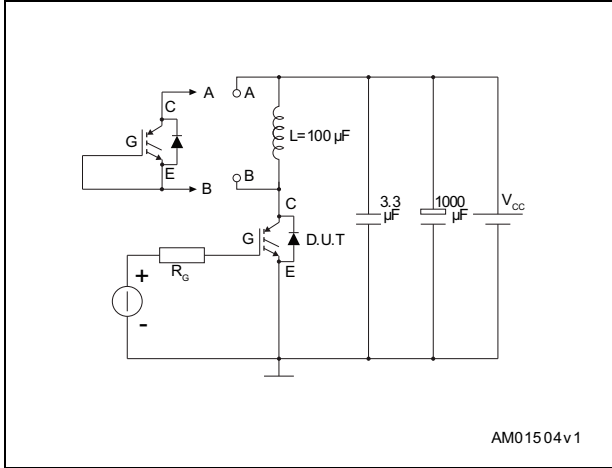 A
A
C
G
L=100 µF
E
B
B
C
3.3
µF
1000
µF
V_CC
G
D.U.T
E
R_G
+
-
AM01504v1